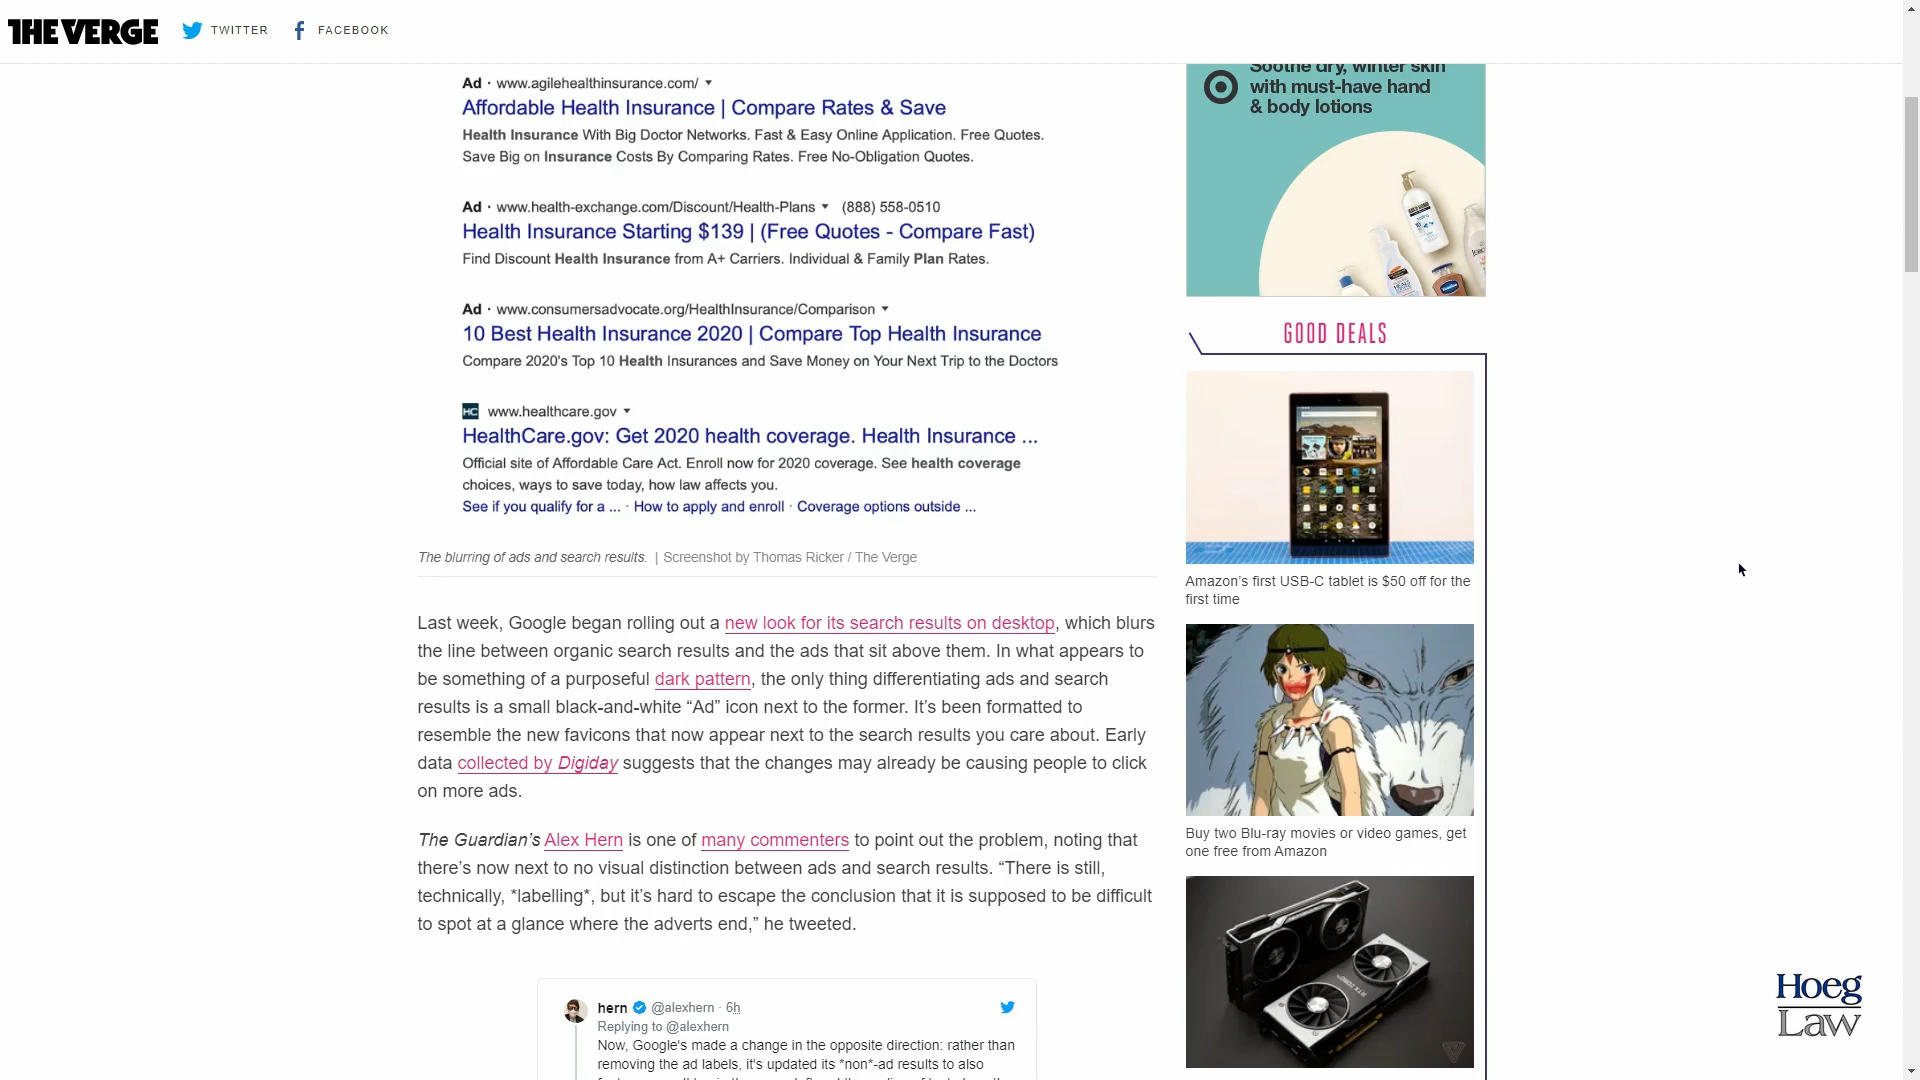 THE VERGE
TWITTER
FACEBOOK
Ad · www.agilehealthinsurance.com/
Affordable Health Insurance | Compare Rates & Save
Health Insurance With Big Doctor Networks. Fast & Easy Online Application. Free Quotes.
Save Big on Insurance Costs By Comparing Rates. Free No-Obligation Quotes.
Ad · www.health-exchange.com/Discount/Health-Plans (888) 558-0510
Health Insurance Starting $139 | (Free Quotes - Compare Fast)
Find Discount Health Insurance from A+ Carriers. Individual & Family Plan Rates.
Ad · www.consumersadvocate.org/HealthInsurance/Comparison
10 Best Health Insurance 2020 | Compare Top Health Insurance
Compare 2020's Top 10 Health Insurances and Save Money on Your Next Trip to the Doctors
HC www.healthcare.gov
HealthCare.gov: Get 2020 health coverage. Health Insurance ...
Official site of Affordable Care Act. Enroll now for 2020 coverage. See health coverage
choices, ways to save today, how law affects you.
See if you qualify for a ... · How to apply and enroll · Coverage options outside ...
The blurring of ads and search results. | Screenshot by Thomas Ricker / The Verge
Last week, Google began rolling out a new look for its search results on desktop, which blurs
the line between organic search results and the ads that sit above them. In what appears to
be something of a purposeful dark pattern, the only thing differentiating ads and search
results is a small black-and-white “Ad” icon next to the former. It’s been formatted to
resemble the new favicons that now appear next to the search results you care about. Early
data collected by Digiday suggests that the changes may already be causing people to click
on more ads.
The Guardian’s Alex Hern is one of many commenters to point out the problem, noting that
there’s now next to no visual distinction between ads and search results. “There is still,
technically, *labelling*, but it’s hard to escape the conclusion that it is supposed to be difficult
to spot at a glance where the adverts end,” he tweeted.
hern @alexhern · 6h
Replying to @alexhern
Now, Google's made a change in the opposite direction: rather than
removing the ad labels, it's updated its *non*-ad results to also
Soothe dry, winter skin
with must-have hand
& body lotions
GOOD DEALS
Amazon’s first USB-C tablet is $50 off for the
first time
Buy two Blu-ray movies or video games, get
one free from Amazon
Hoeg
Law